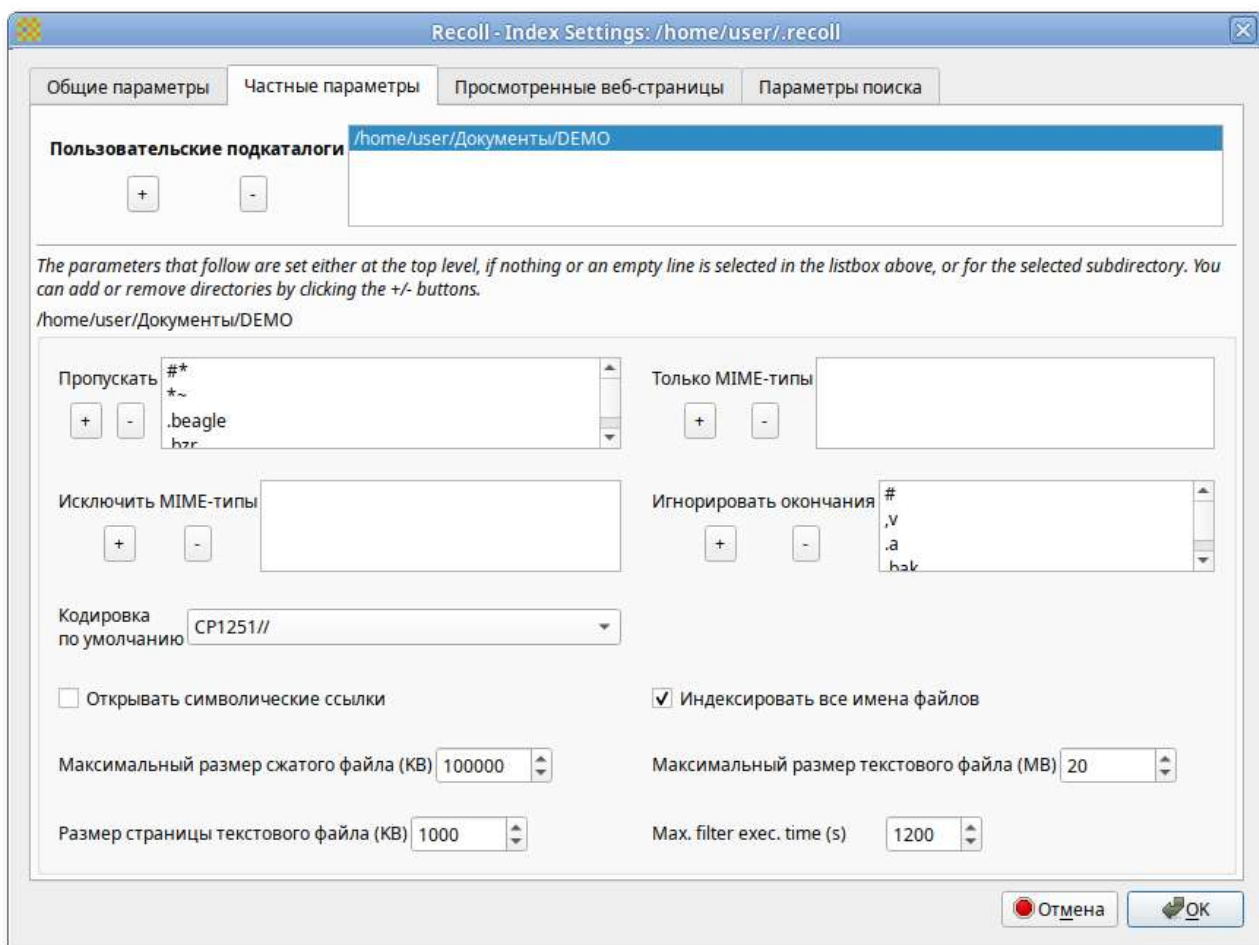 Recoll - Index Settings: /home/user/.recoll
Общие параметры
Частные параметры
Просмотренные веб-страницы
Параметры поиска
Пользовательские подкаталоги
+
-
/home/user/Документы/DEMO
The parameters that follow are set either at the top level, if nothing or an empty line is selected in the listbox above, or for the selected subdirectory. You
can add or remove directories by clicking the +/- buttons.
/home/user/Документы/DEMO
Пропускать
+
-
#*
*~
.beagle
.bzr
Только MIME-типы
+
-
Исключить MIME-типы
+
-
Игнорировать окончания
+
-
#
,v
.a
.bak
Кодировка
по умолчанию
CP1251//
Открывать символические ссылки
Индексировать все имена файлов
Максимальный размер сжатого файла (KB) 100000
Максимальный размер текстового файла (MB) 20
Размер страницы текстового файла (KB) 1000
Max. filter exec. time (s) 1200
Отмена
OK